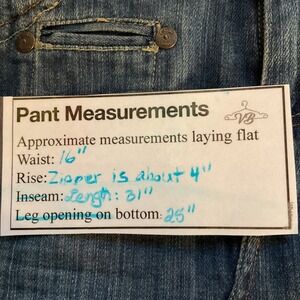 Pant Measurements
VB
Approximate measurements laying flat
Waist: 16"
Rise: Zipper is about 4"
Inseam: Length: 31"
Leg opening on bottom: 28"